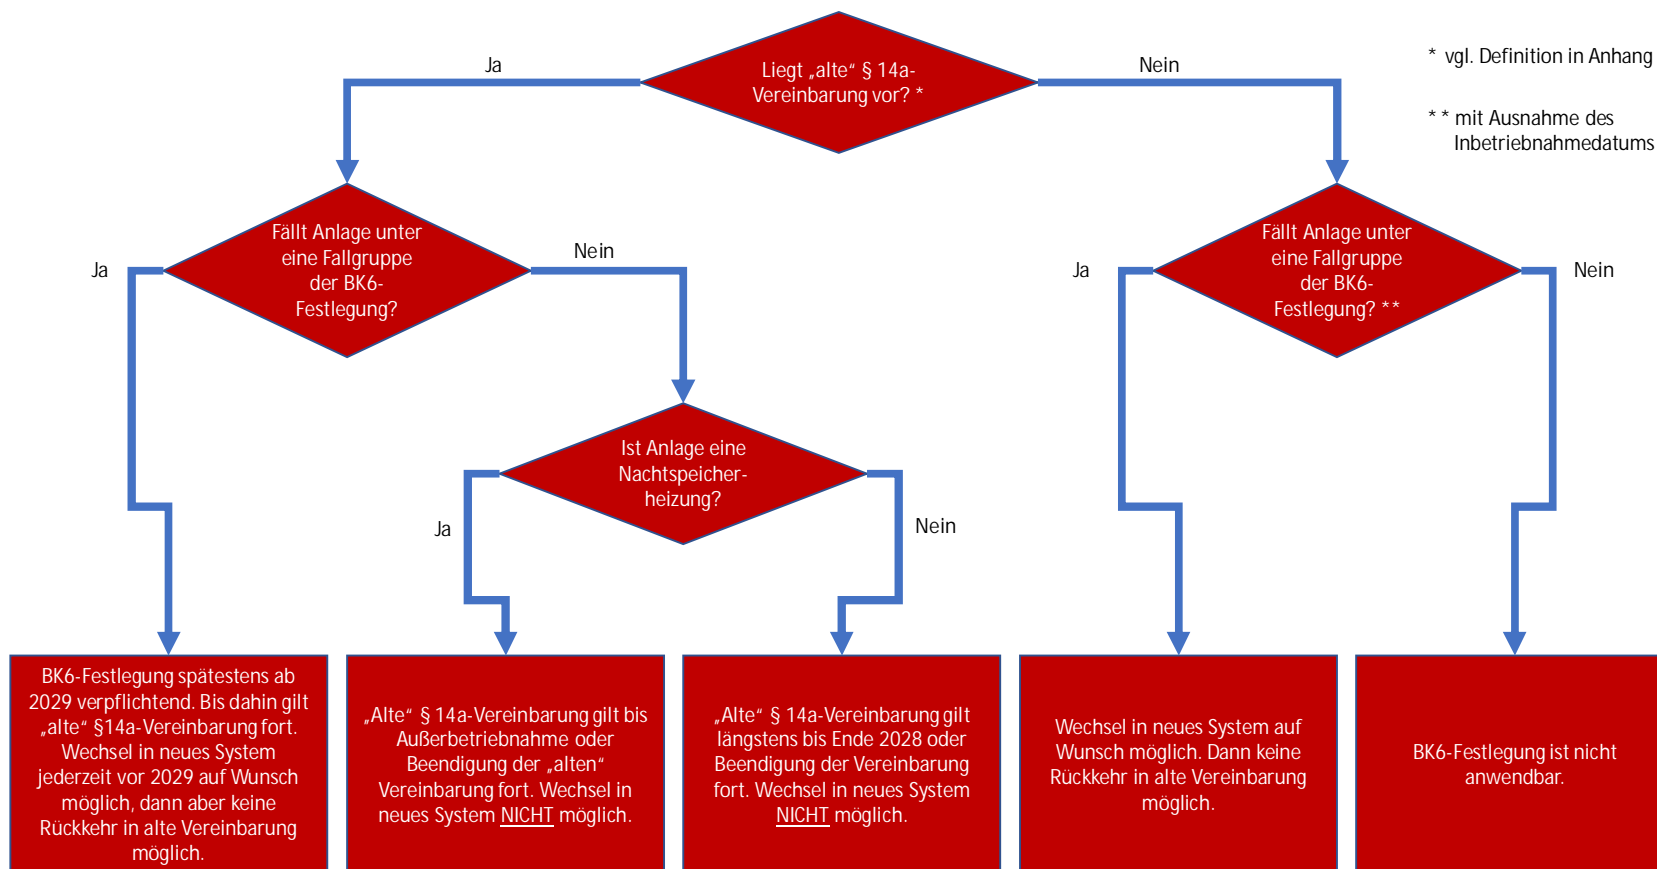 Liegt „alte“ § 14a-
Vereinbarung vor? *
Ja
Nein
* vgl. Definition in Anhang
** mit Ausnahme des
Inbetriebnahmedatums
Fällt Anlage unter
eine Fallgruppe
der BK6-
Festlegung?
Ja
Nein
Fällt Anlage unter
eine Fallgruppe
der BK6-
Festlegung? **
Ja
Nein
Ist Anlage eine
Nachtspeicher-
heizung?
Ja
Nein
BK6-Festlegung spätestens ab
2029 verpflichtend. Bis dahin gilt
„alte“ §14a-Vereinbarung fort.
Wechsel in neues System
jederzeit vor 2029 auf Wunsch
möglich, dann aber keine
Rückkehr in alte Vereinbarung
möglich.
„Alte“ § 14a-Vereinbarung gilt bis
Außerbetriebnahme oder
Beendigung der „alten“
Vereinbarung fort. Wechsel in
neues System NICHT möglich.
„Alte“ § 14a-Vereinbarung gilt
längstens bis Ende 2028 oder
Beendigung der Vereinbarung
fort. Wechsel in neues System
NICHT möglich.
Wechsel in neues System auf
Wunsch möglich. Dann keine
Rückkehr in alte Vereinbarung
möglich.
BK6-Festlegung ist nicht
anwendbar.